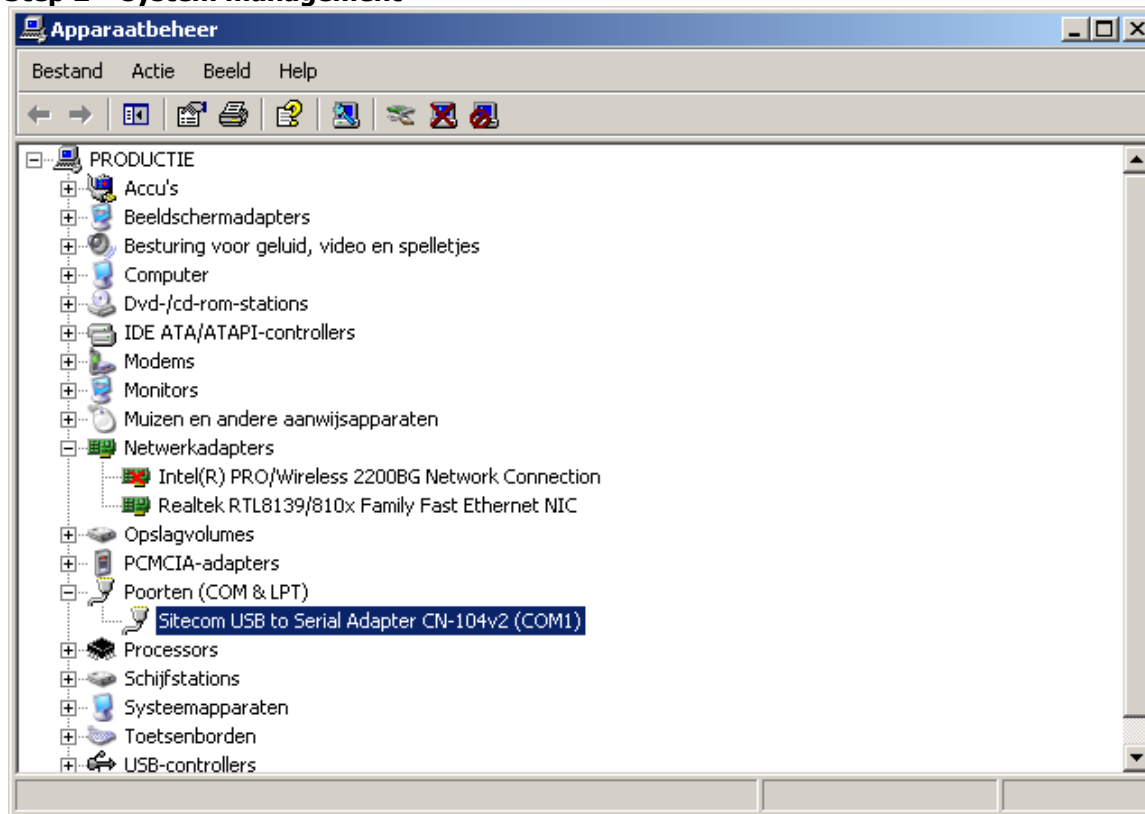 Apparaatbeheer
Bestand Actie Beeld Help
PRODUCTIE
Accu's
Beeldschermadapters
Besturing voor geluid, video en spelletjes
Computer
Dvd-/cd-rom-stations
IDE ATA/ATAPI-controllers
Modems
Monitors
Muizen en andere aanwijsapparaten
Netwerkadapters
Intel(R) PRO/Wireless 2200BG Network Connection
Realtek RTL8139/810x Family Fast Ethernet NIC
Opslagvolumes
PCMCIA-adapters
Poorten (COM & LPT)
Sitecom USB to Serial Adapter CN-104v2 (COM1)
Processors
Schijfstations
Systeemapparaten
Toetsenborden
USB-controllers